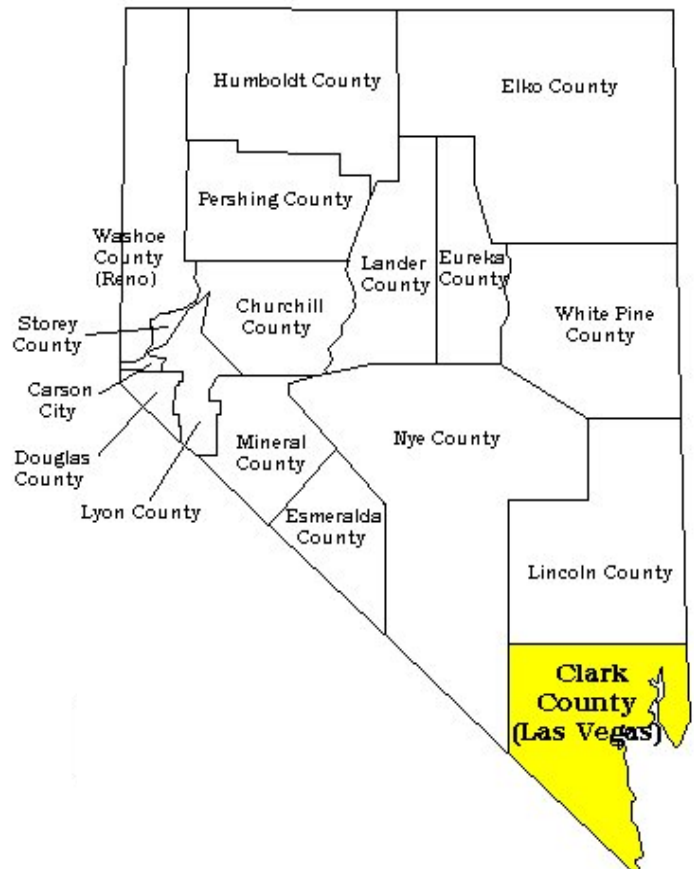 Humboldt County
Elko County
Pershing County
Washoe
County
(Reno)
Lander
County
Eureka
County
Churchill
County
White Pine
County
Storey
County
Carson
City
Douglas
County
Lyon County
Mineral
County
Nye County
Esmeralda
County
Lincoln County
Clark
County
(Las Vegas)